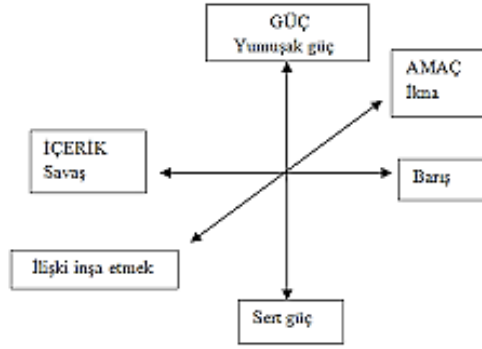 GÜÇ
Yumuşak güç
AMAÇ
İkna
İÇERİK
Savaş
Barış
İlişki inşa etmek
Sert güç